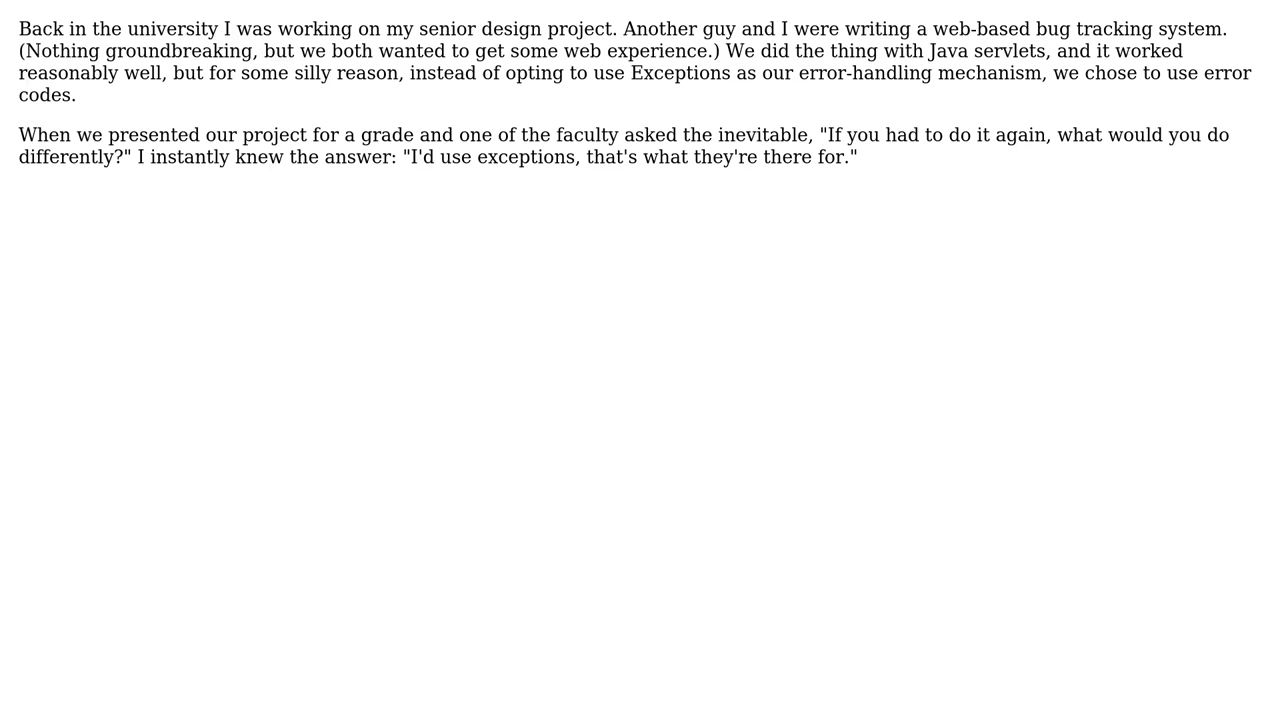 Back in the university I was working on my senior design project. Another guy and I were writing a web-based bug tracking system.
(Nothing groundbreaking, but we both wanted to get some web experience.) We did the thing with Java servlets, and it worked
reasonably well, but for some silly reason, instead of opting to use Exceptions as our error-handling mechanism, we chose to use error
codes.
When we presented our project for a grade and one of the faculty asked the inevitable, "If you had to do it again, what would you do
differently?" I instantly knew the answer: "I'd use exceptions, that's what they're there for."